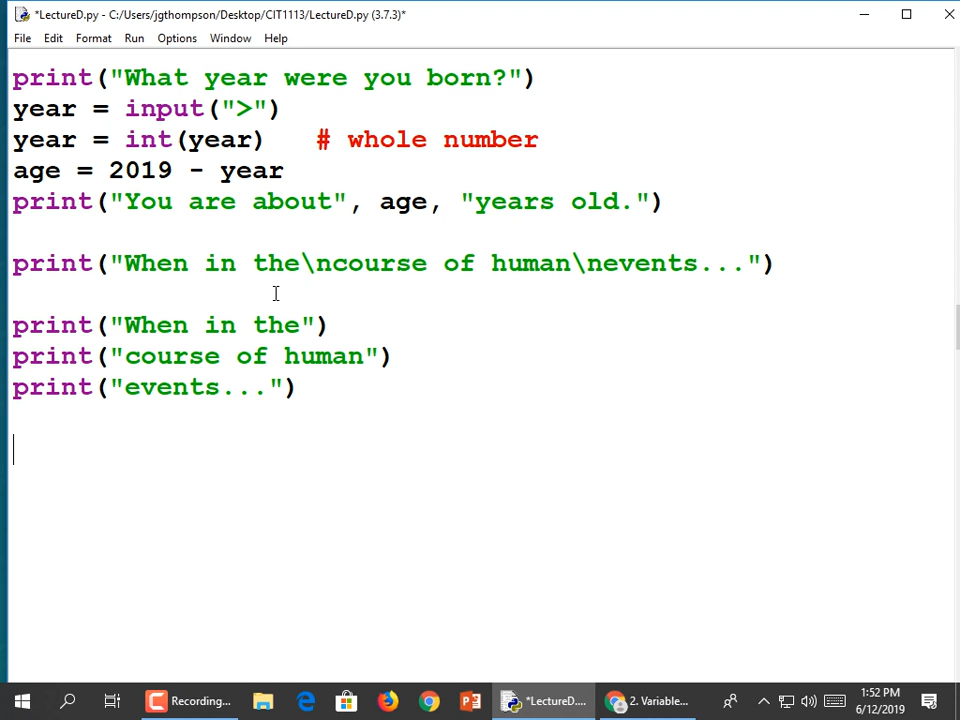 *LectureD.py - C:/Users/jgthompson/Desktop/CIT1113/LectureD.py (3.7.3)*
File Edit Format Run Options Window Help
print("What year were you born?")
year = input(">")
year = int(year)   # whole number
age = 2019 - year
print("You are about", age, "years old.")
print("When in the\ncourse of human\nevents...")
print("When in the")
print("course of human")
print("events...")
Recording... *LectureD.... 2. Variable... 1:52 PM
6/12/2019